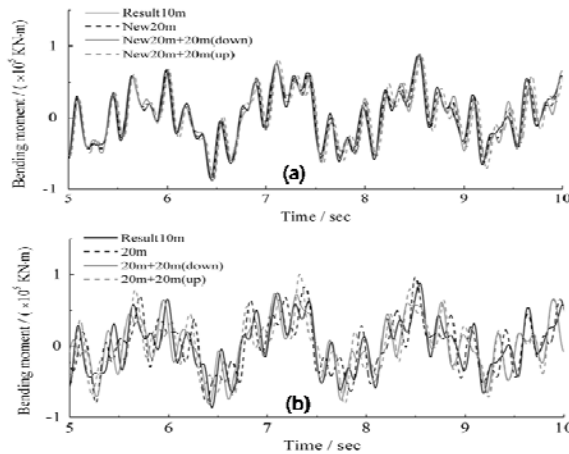 Result10m
New20m
New20m+20m(down)
New20m+20m(up)
Bending moment / ( ×10⁵ KN·m)
1
0
-1
(a)
5 6 7 8 9 10
Time / sec
Result10m
20m
20m+20m(down)
20m+20m(up)
Bending moment / ( ×10⁵ KN·m)
1
0
-1
(b)
5 6 7 8 9 10
Time / sec